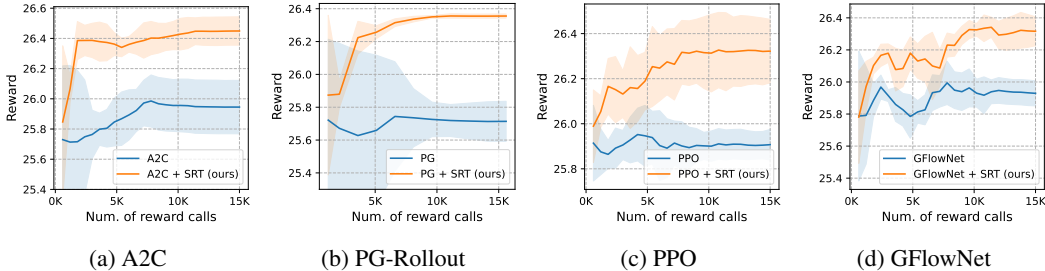 Reward
26.6
26.4
26.2
26.0
25.8
25.6
25.4
0K
5K
10K
15K
Num. of reward calls
A2C
A2C + SRT (ours)
(a) A2C
Reward
26.4
26.2
26.0
25.8
25.6
25.4
0K
5K
10K
15K
Num. of reward calls
PG
PG + SRT (ours)
(b) PG-Rollout
Reward
26.4
26.2
26.0
25.8
0K
5K
10K
15K
Num. of reward calls
PPO
PPO + SRT (ours)
(c) PPO
Reward
26.4
26.2
26.0
25.8
25.6
25.4
0K
5K
10K
15K
Num. of reward calls
GFlowNet
GFlowNet + SRT (ours)
(d) GFlowNet